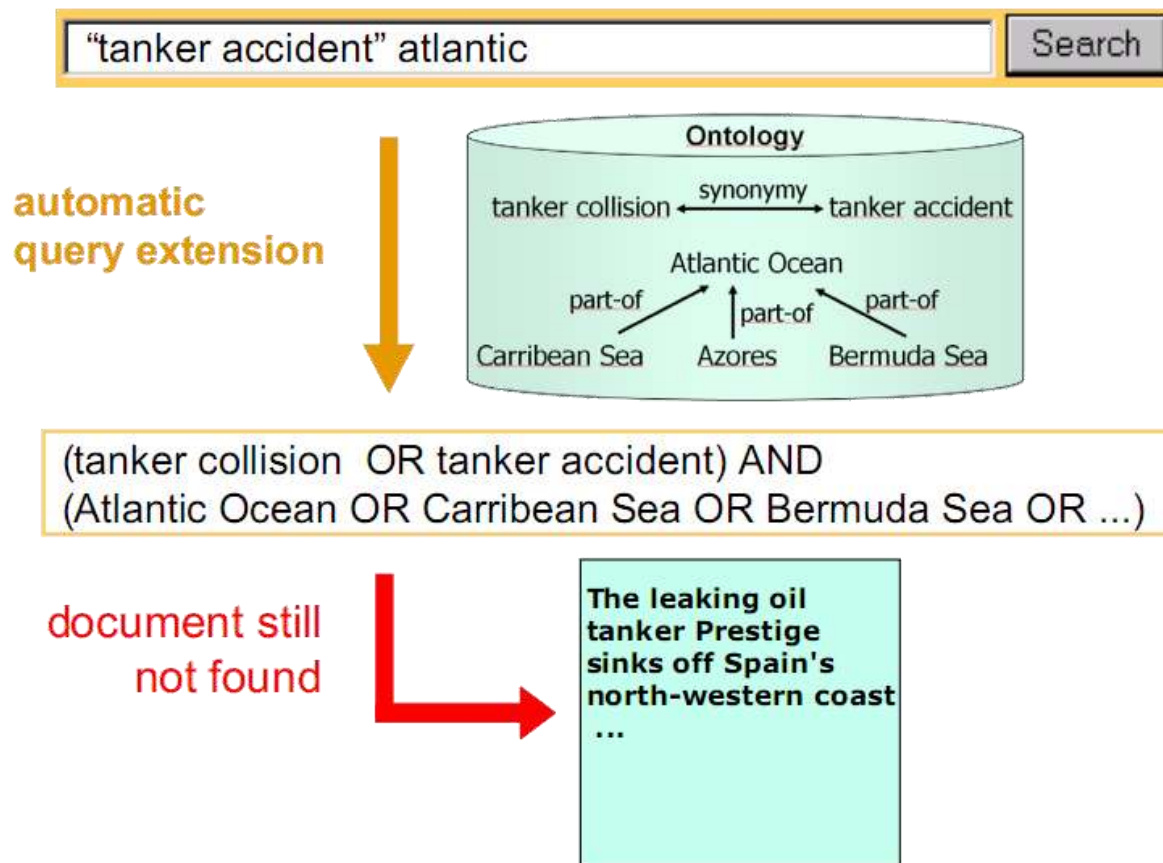 “tanker accident” atlantic
Search
Ontology
synonymy
tanker collision
tanker accident
automatic
query extension
Atlantic Ocean
part-of
part-of
part-of
Carribean Sea
Azores
Bermuda Sea
(tanker collision OR tanker accident) AND
(Atlantic Ocean OR Carribean Sea OR Bermuda Sea OR ...)
document still
not found
The leaking oil
tanker Prestige
sinks off Spain's
north-western coast
...